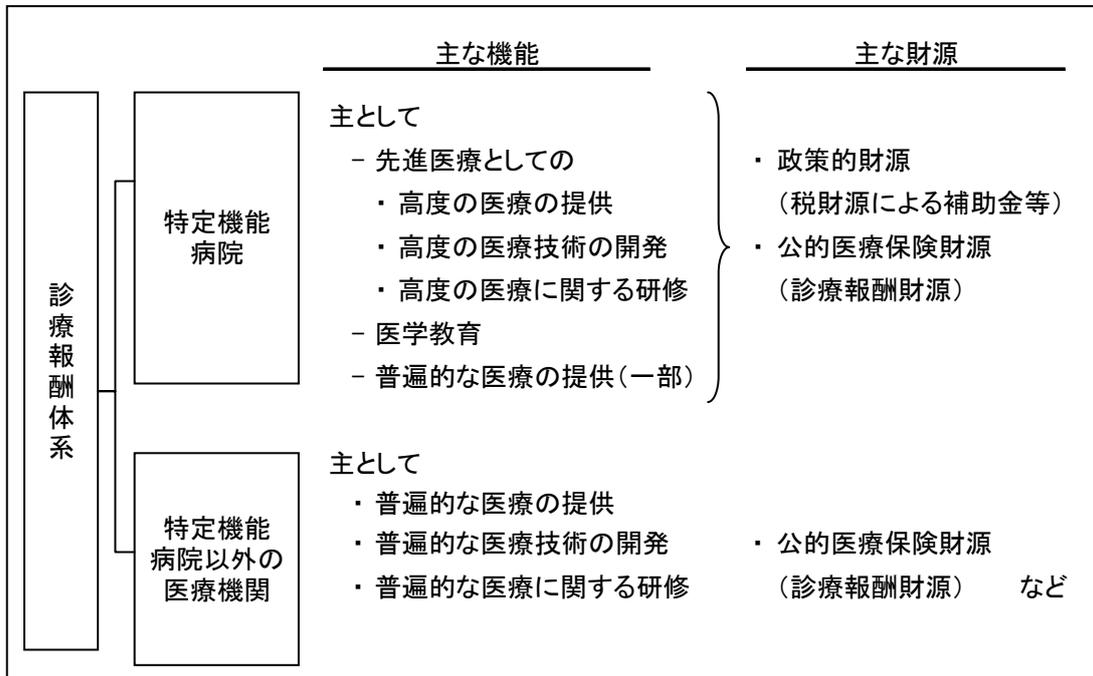 主な機能
主な財源
診療報酬体系
特定機能
病院
主として
− 先進医療としての
・ 高度の医療の提供
・ 高度の医療技術の開発
・ 高度の医療に関する研修
− 医学教育
− 普遍的な医療の提供(一部)
・ 政策的財源
(税財源による補助金等)
・ 公的医療保険財源
(診療報酬財源)
特定機能
病院以外の
医療機関
主として
・ 普遍的な医療の提供
・ 普遍的な医療技術の開発
・ 普遍的な医療に関する研修
・ 公的医療保険財源
(診療報酬財源) など